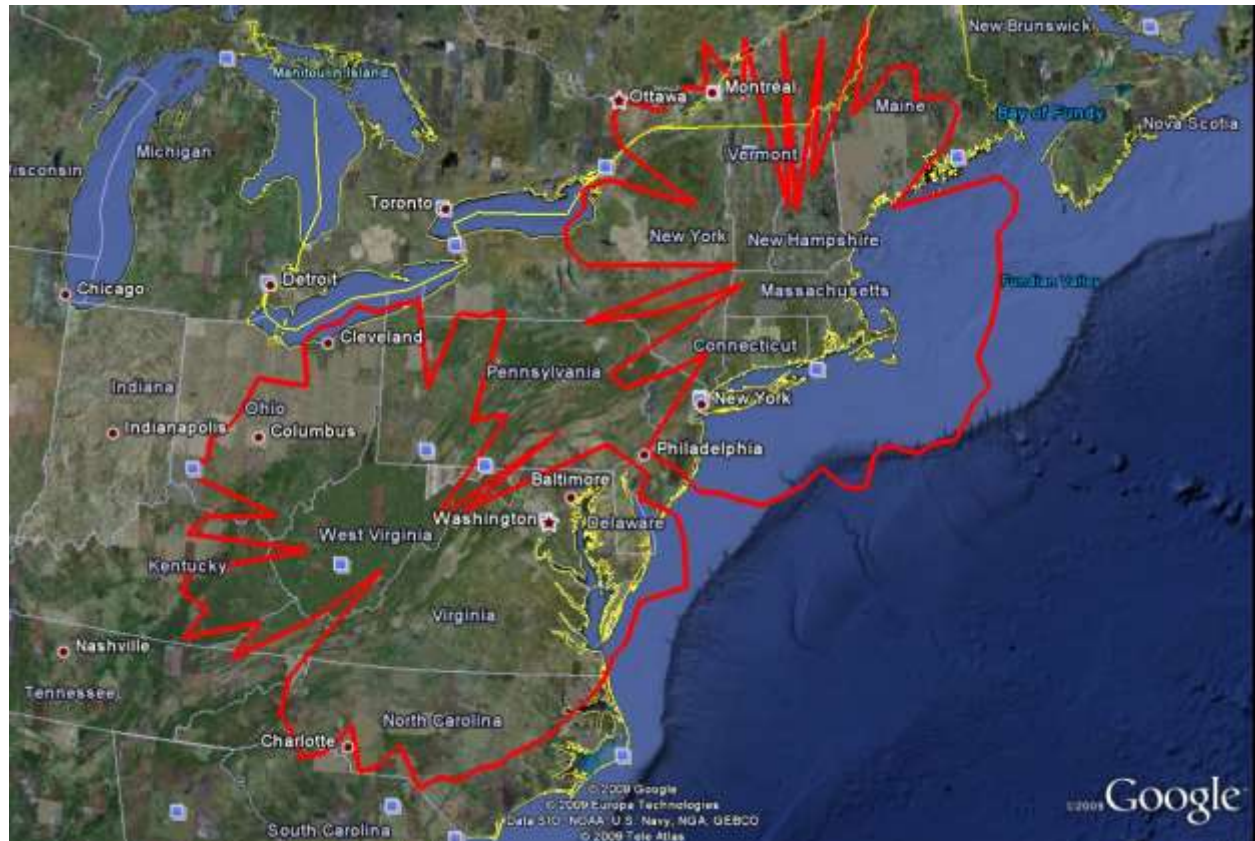 New Brunswick
Manitoulin Island
Ottawa
Montréal
Maine
Bay of Fundy
Nova Scotia
Michigan
Vermont
Toronto
New York
New Hampshire
Detroit
Chicago
Fundian Valley
Massachusetts
Cleveland
Connecticut
Pennsylvania
Indiana
Ohio
New York
Indianapolis
Columbus
Philadelphia
Baltimore
Washington
Delaware
West Virginia
Kentucky
Virginia
Nashville
Tennessee
North Carolina
Charlotte
© 2009 Google
© 2009 Europa Technologies
Data SIO, NOAA, U.S. Navy, NGA, GEBCO
© 2009 Tele Atlas
©2009 Google
South Carolina